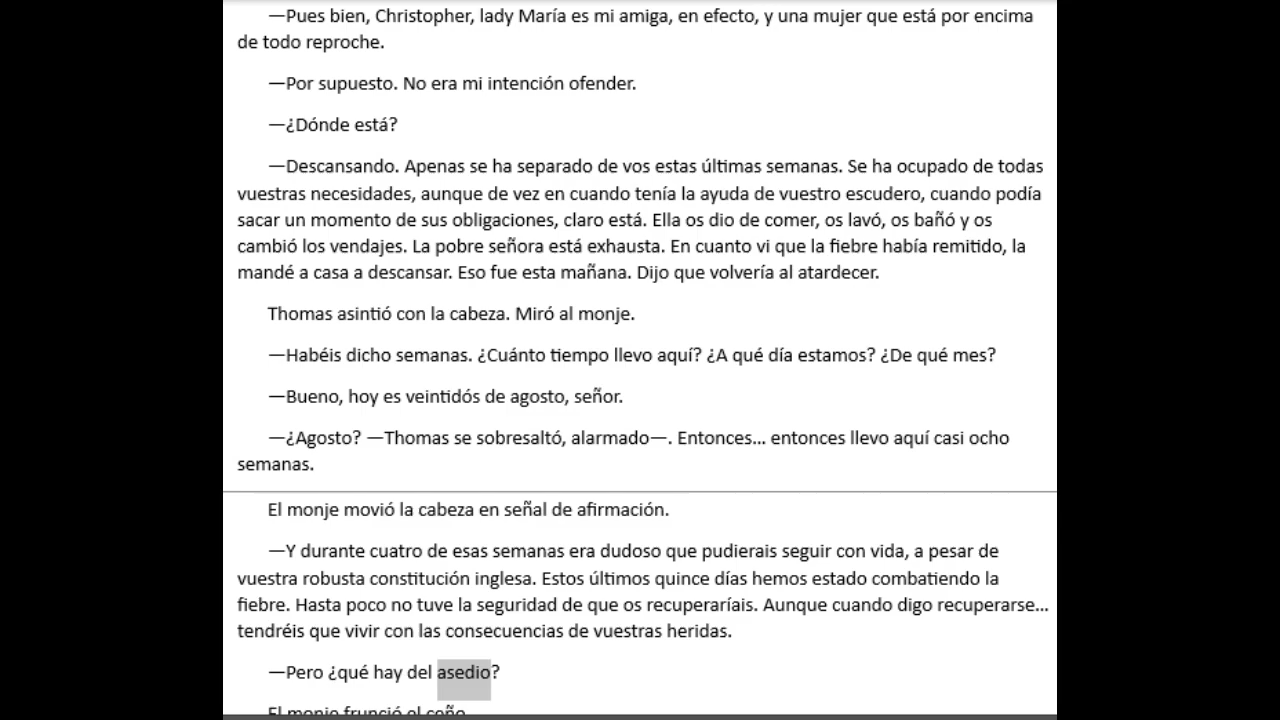 —Pues bien, Christopher, lady María es mi amiga, en efecto, y una mujer que está por encima
de todo reproche.
—Por supuesto. No era mi intención ofender.
—¿Dónde está?
—Descansando. Apenas se ha separado de vos estas últimas semanas. Se ha ocupado de todas
vuestras necesidades, aunque de vez en cuando tenía la ayuda de vuestro escudero, cuando podía
sacar un momento de sus obligaciones, claro está. Ella os dio de comer, os lavó, os bañó y os
cambió los vendajes. La pobre señora está exhausta. En cuanto vi que la fiebre había remitido, la
mandé a casa a descansar. Eso fue esta mañana. Dijo que volvería al atardecer.
Thomas asintió con la cabeza. Miró al monje.
—Habéis dicho semanas. ¿Cuánto tiempo llevo aquí? ¿A qué día estamos? ¿De qué mes?
—Bueno, hoy es veintidós de agosto, señor.
—¿Agosto? —Thomas se sobresaltó, alarmado—. Entonces... entonces llevo aquí casi ocho
semanas.
El monje movió la cabeza en señal de afirmación.
—Y durante cuatro de esas semanas era dudoso que pudierais seguir con vida, a pesar de
vuestra robusta constitución inglesa. Estos últimos quince días hemos estado combatiendo la
fiebre. Hasta poco no tuve la seguridad de que os recuperaríais. Aunque cuando digo recuperarse...
tendréis que vivir con las consecuencias de vuestras heridas.
—Pero ¿qué hay del asedio?
El monje frunció el ceño.